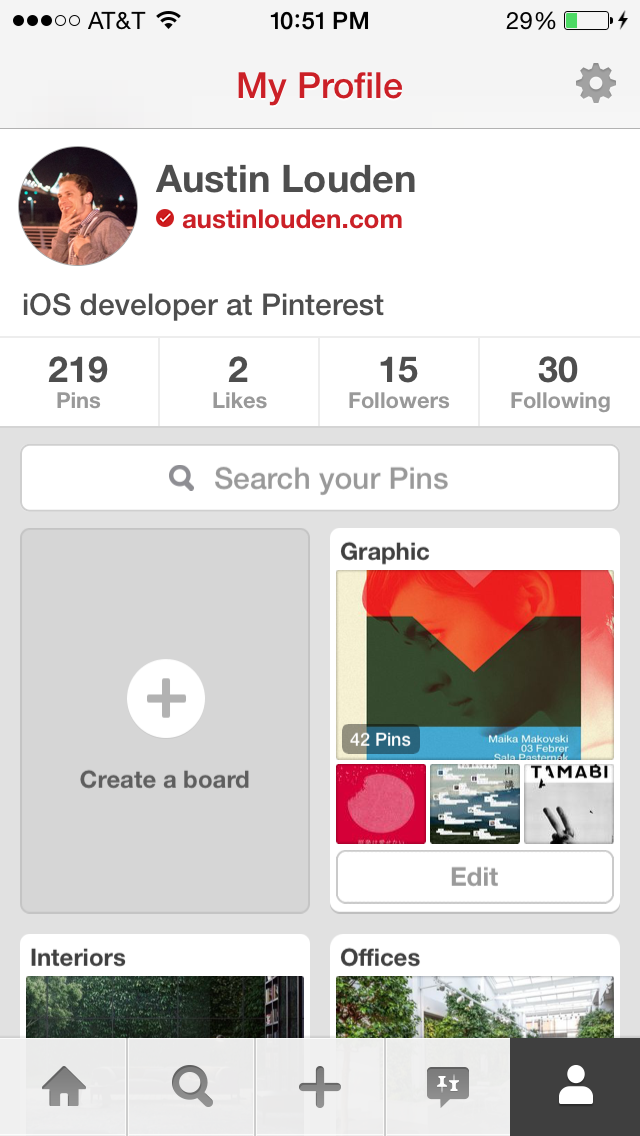 AT&T 10:51 PM 29%
My Profile
Austin Louden
austinlouden.com
iOS developer at Pinterest
219 2 15 30
Pins Likes Followers Following
Search your Pins
Create a board
Graphic
42 Pins
Maika Makovski
03 Febrer
Sala Pasternok
TAMABI
Edit
Interiors Offices